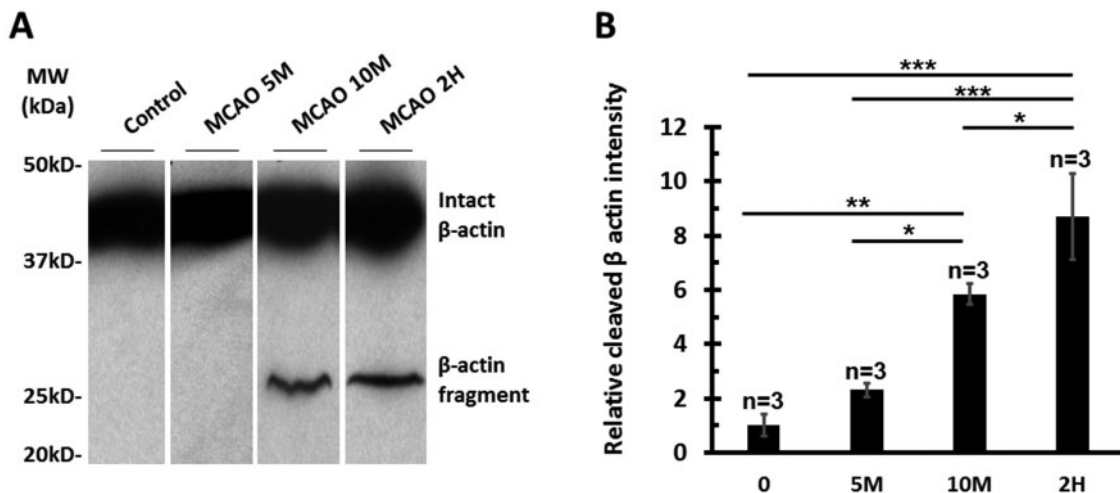 A
MW
(kDa)
Control
MCAO 5M
MCAO 10M
MCAO 2H
50kD-
37kD-
25kD-
20kD-
Intact
β-actin
β-actin
fragment
B
Relative cleaved β actin intensity
12
10
8
6
4
2
0
***
***
*
**
*
n=3
n=3
n=3
n=3
0
5M
10M
2H